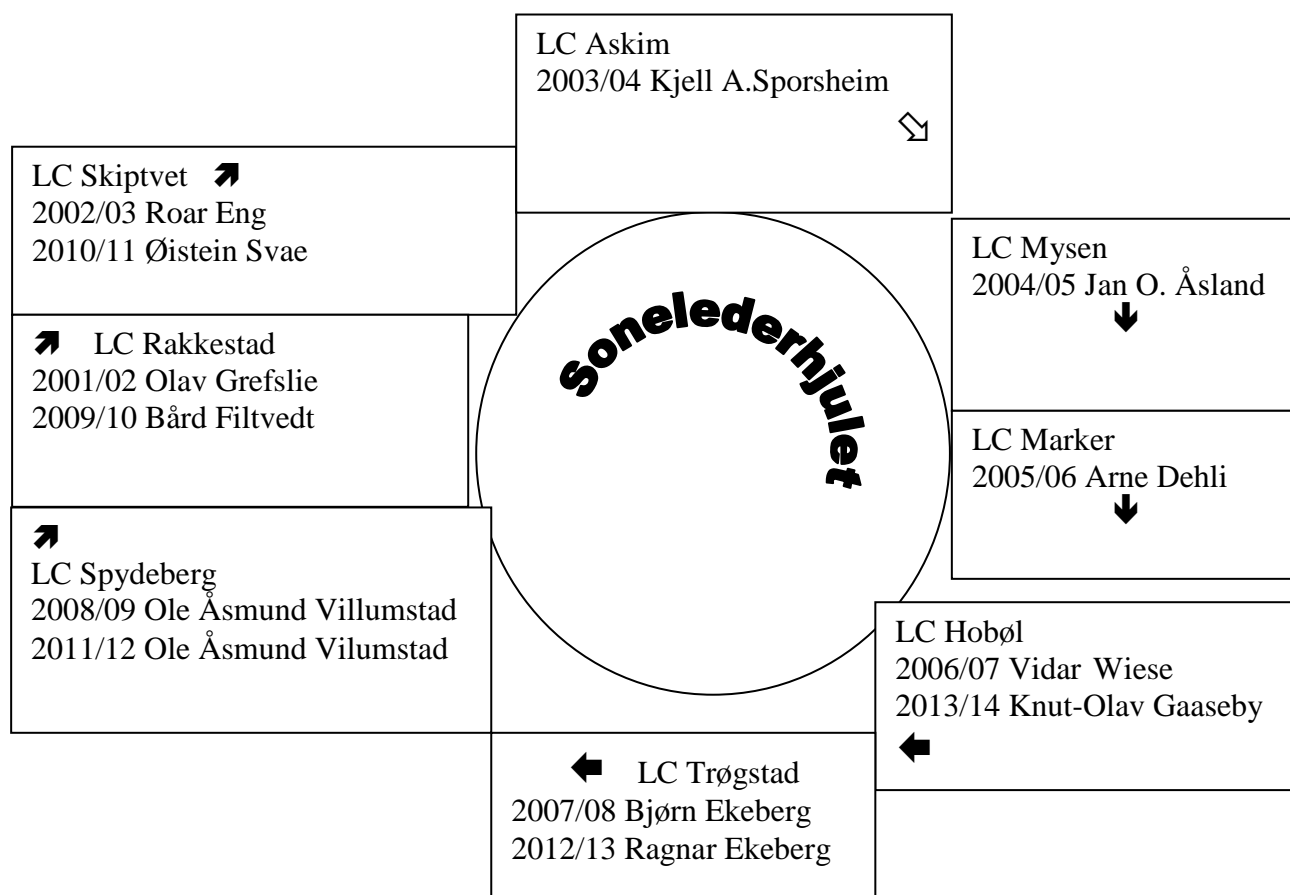 LC Askim
2003/04 Kjell A.Sporsheim
LC Skiptvet
2002/03 Roar Eng
2010/11 Øistein Svae
LC Mysen
2004/05 Jan O. Åsland
LC Rakkestad
2001/02 Olav Grefslie
2009/10 Bård Filtvedt
Sonelederhjulet
LC Marker
2005/06 Arne Dehli
LC Spydeberg
2008/09 Ole Åsmund Villumstad
2011/12 Ole Åsmund Vilumstad
LC Hobøl
2006/07 Vidar Wiese
2013/14 Knut-Olav Gaaseby
LC Trøgstad
2007/08 Bjørn Ekeberg
2012/13 Ragnar Ekeberg